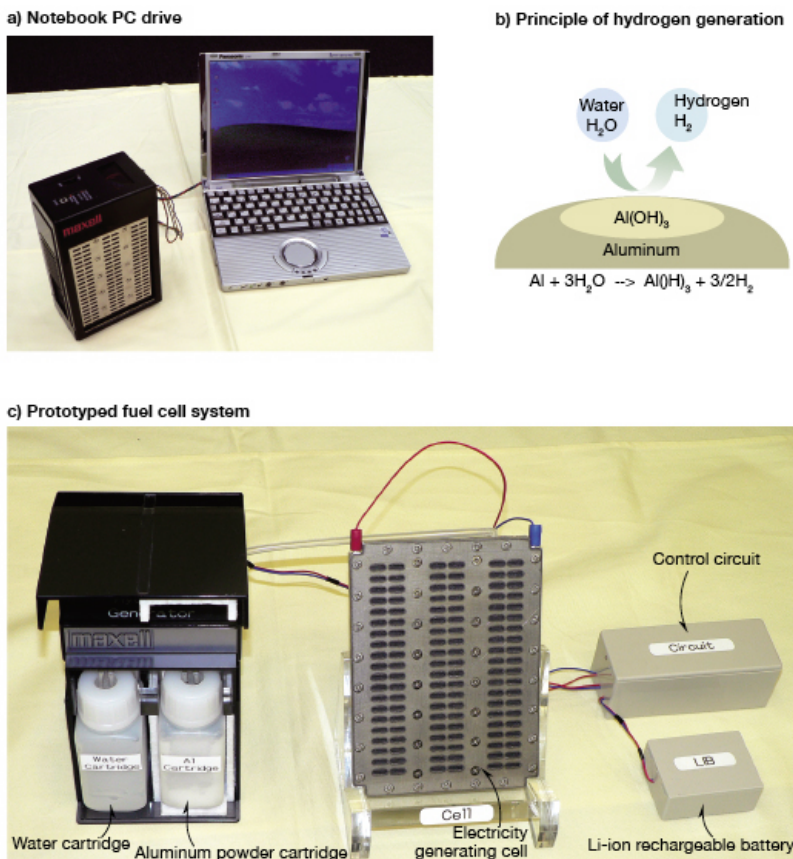 a) Notebook PC drive
b) Principle of hydrogen generation
Panasonic
maxell
Water
H₂O
Hydrogen
H₂
Al(OH)₃
Aluminum
Al + 3H₂O --> Al()H)₃ + 3/2H₂
c) Prototyped fuel cell system
Generator
maxell
Water
Cartridge
Al
Cartridge
Water cartridge
Aluminum powder cartridge
Cell
Electricity
generating cell
Control circuit
Circuit
LIB
Li-ion rechargeable battery